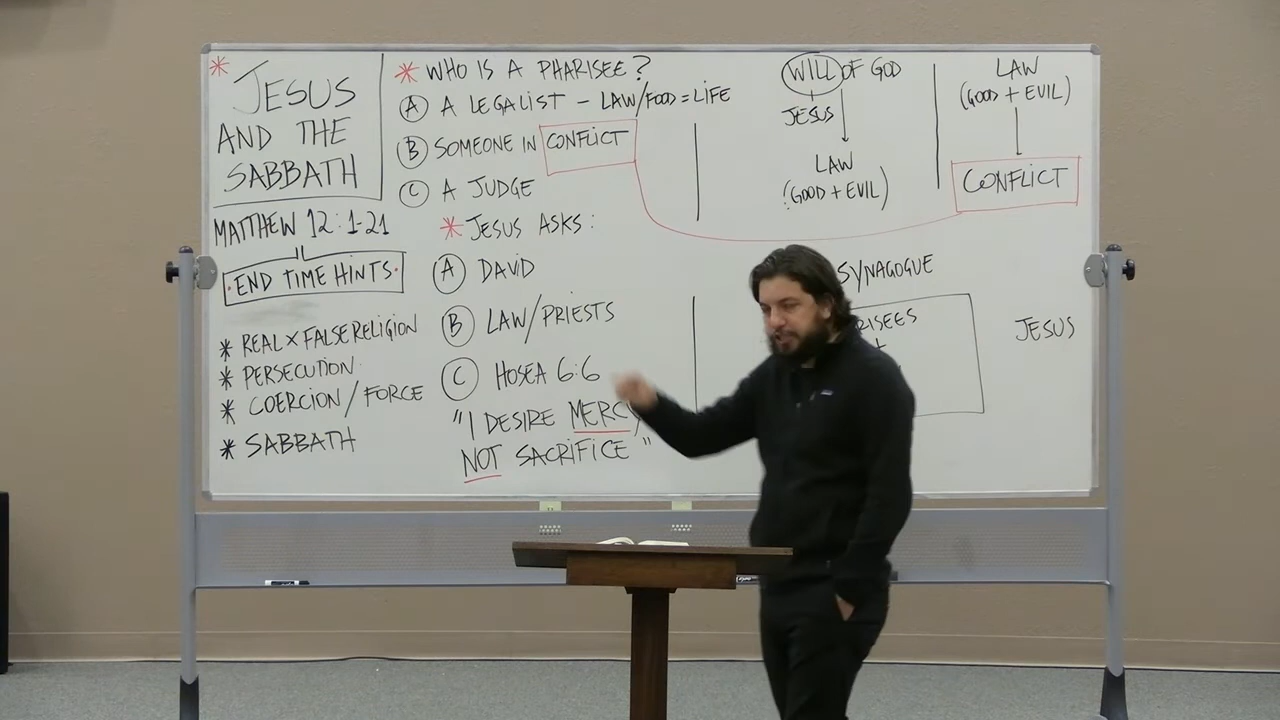 * JESUS
AND THE
SABBATH
MATTHEW 12:1-21
• END TIME HINTS •
* REAL X FALSE RELIGION
* PERSECUTION
* COERCION / FORCE
* SABBATH
* WHO IS A PHARISEE?
A A LEGALIST - LAW/FOOD = LIFE
B SOMEONE IN CONFLICT
C A JUDGE
* JESUS ASKS:
A DAVID
B LAW/PRIESTS
C HOSEA 6:6
"I DESIRE MERCY,
NOT SACRIFICE"
WILL OF GOD
JESUS
LAW
(GOOD + EVIL)
LAW
(GOOD + EVIL)
CONFLICT
SYNAGOGUE
JESUS